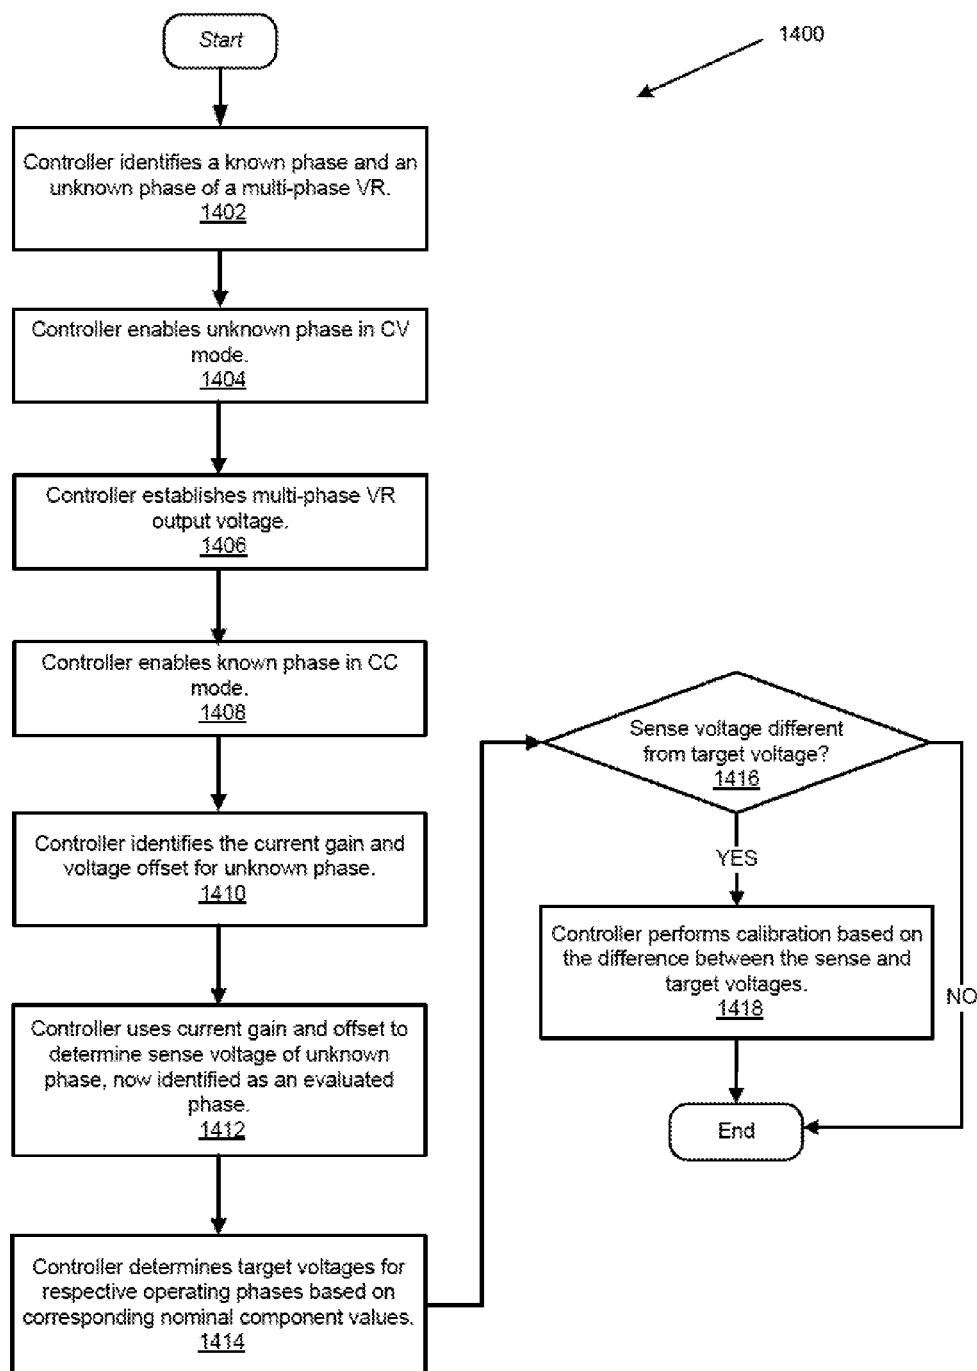 Start
1400
Controller identifies a known phase and an
unknown phase of a multi-phase VR.
1402
Controller enables unknown phase in CV
mode.
1404
Controller establishes multi-phase VR
output voltage.
1406
Controller enables known phase in CC
mode.
1408
Controller identifies the current gain and
voltage offset for unknown phase.
1410
Controller uses current gain and offset to
determine sense voltage of unknown
phase, now identified as an evaluated
phase.
1412
Controller determines target voltages for
respective operating phases based on
corresponding nominal component values.
1414
Sense voltage different
from target voltage?
1416
YES
NO
Controller performs calibration based on
the difference between the sense and
target voltages.
1418
End